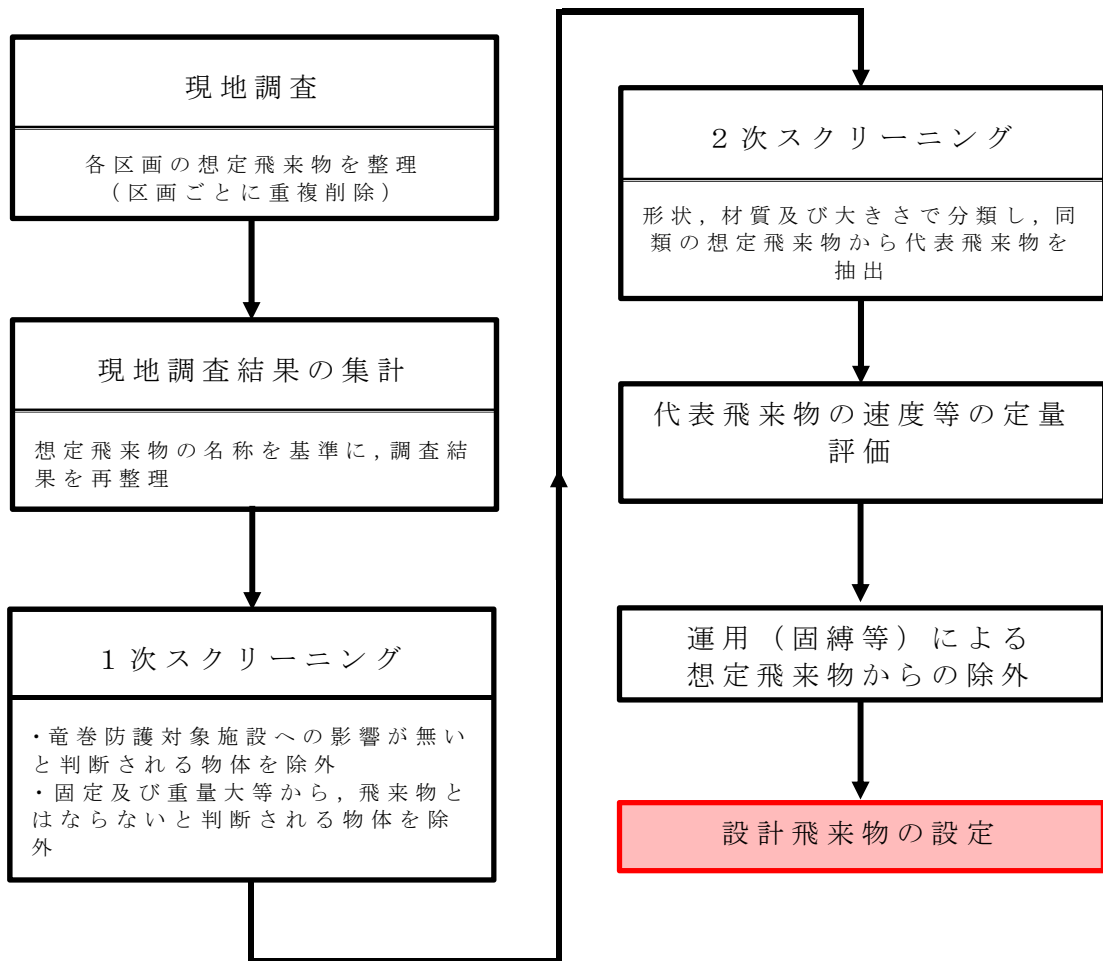 現地調査
各区画の想定飛来物を整理
(区画ごとに重複削除)
現地調査結果の集計
想定飛来物の名称を基準に,調査結
果を再整理
1次スクリーニング
・竜巻防護対象施設への影響が無い
と判断される物体を除外
・固定及び重量大等から,飛来物と
はならないと判断される物体を除
外
2次スクリーニング
形状,材質及び大きさで分類し,同
類の想定飛来物から代表飛来物を
抽出
代表飛来物の速度等の定量
評価
運用(固縛等)による
想定飛来物からの除外
設計飛来物の設定